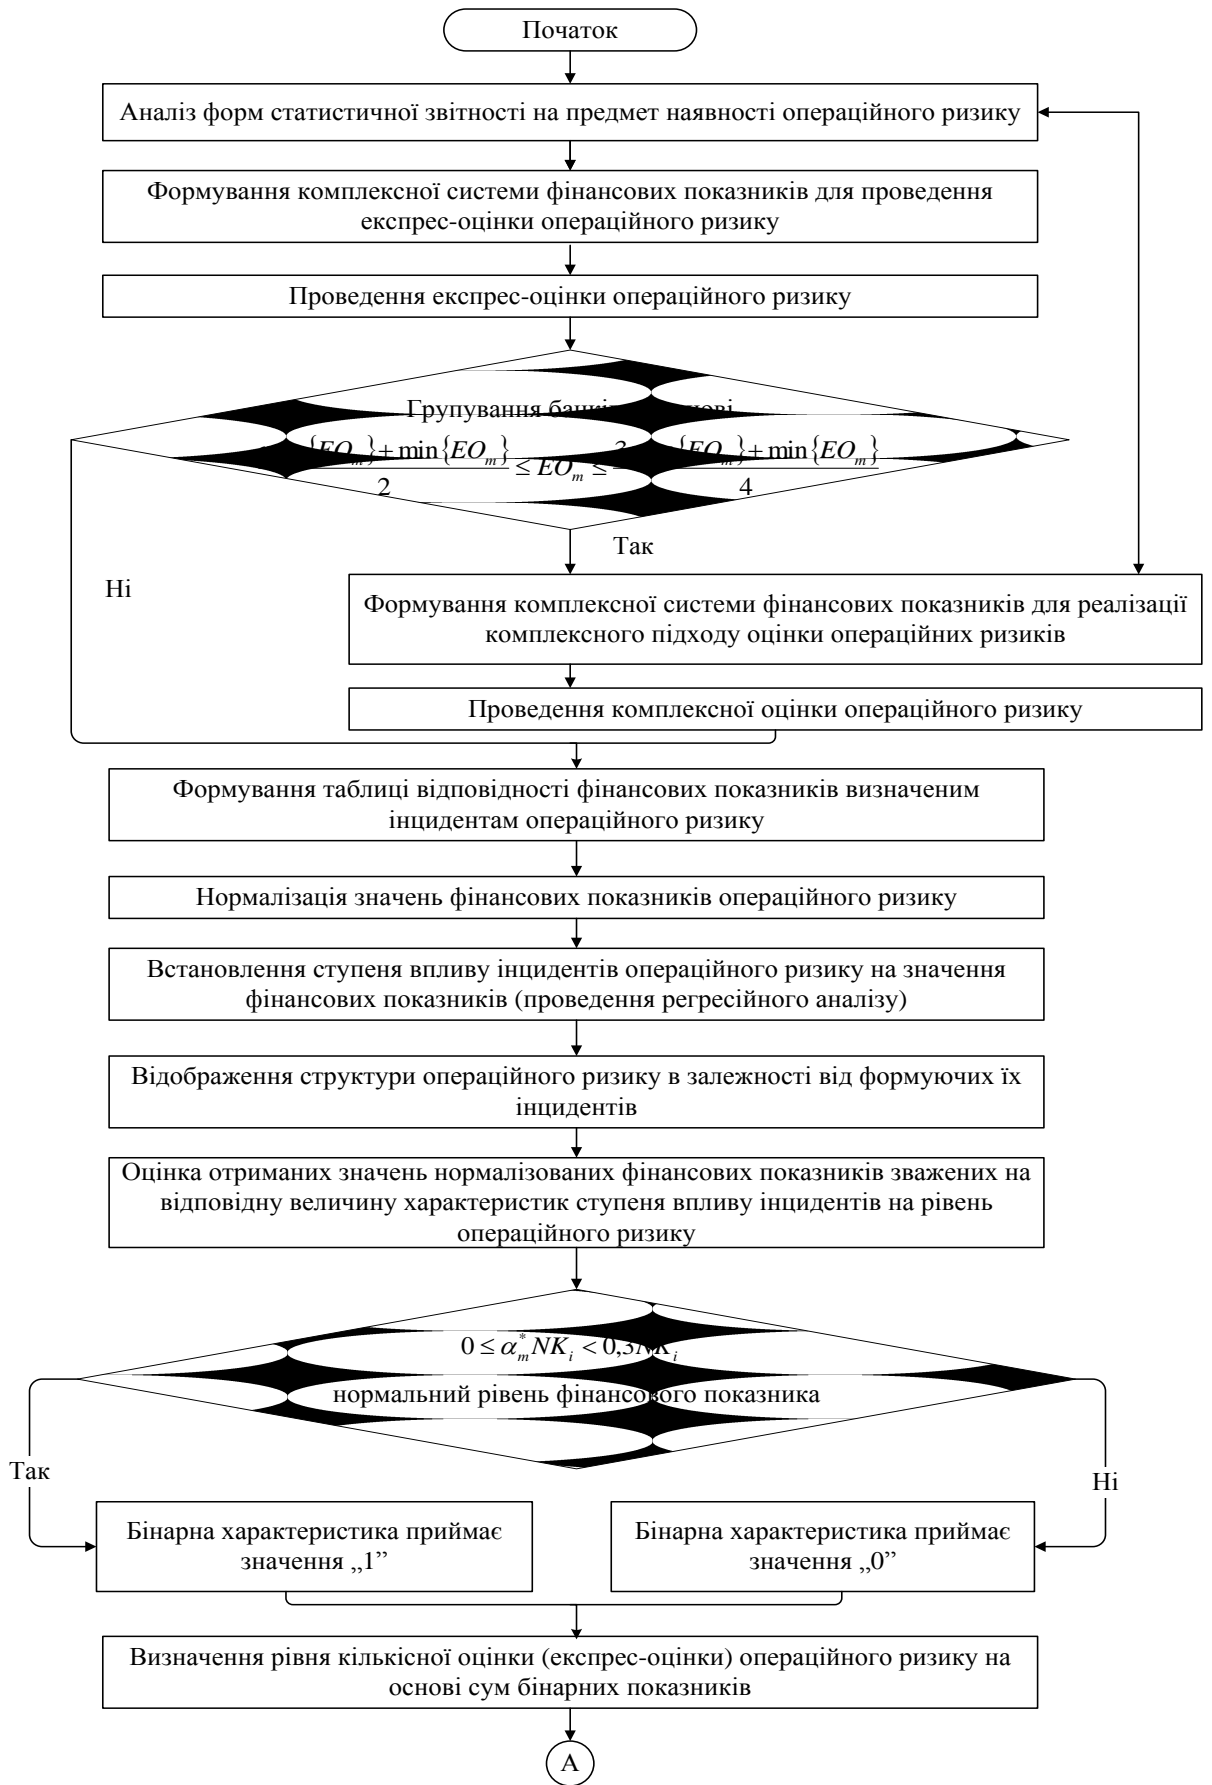 Початок
Аналіз форм статистичної звітності на предмет наявності операційного ризику
Формування комплексної системи фінансових показників для проведення
експрес-оцінки операційного ризику
Проведення експрес-оцінки операційного ризику
Групування
{EO_m} + min{EO_m}
2
≤ EO_m ≤
{EO_m} + min{EO_m}
4
Так
Ні
Формування комплексної системи фінансових показників для реалізації
комплексного підходу оцінки операційних ризиків
Проведення комплексної оцінки операційного ризику
Формування таблиці відповідності фінансових показників визначеним
інцидентам операційного ризику
Нормалізація значень фінансових показників операційного ризику
Встановлення ступеня впливу інцидентів операційного ризику на значення
фінансових показників (проведення регресійного аналізу)
Відображення структури операційного ризику в залежності від формуючих їх
інцидентів
Оцінка отриманих значень нормалізованих фінансових показників зважених на
відповідну величину характеристик ступеня впливу інцидентів на рівень
операційного ризику
0 ≤ α*_m NK_i < 0,3NK_i
нормальний рівень фінансового показника
Так
Ні
Бінарна характеристика приймає
значення „1”
Бінарна характеристика приймає
значення „0”
Визначення рівня кількісної оцінки (експрес-оцінки) операційного ризику на
основі сум бінарних показників
А